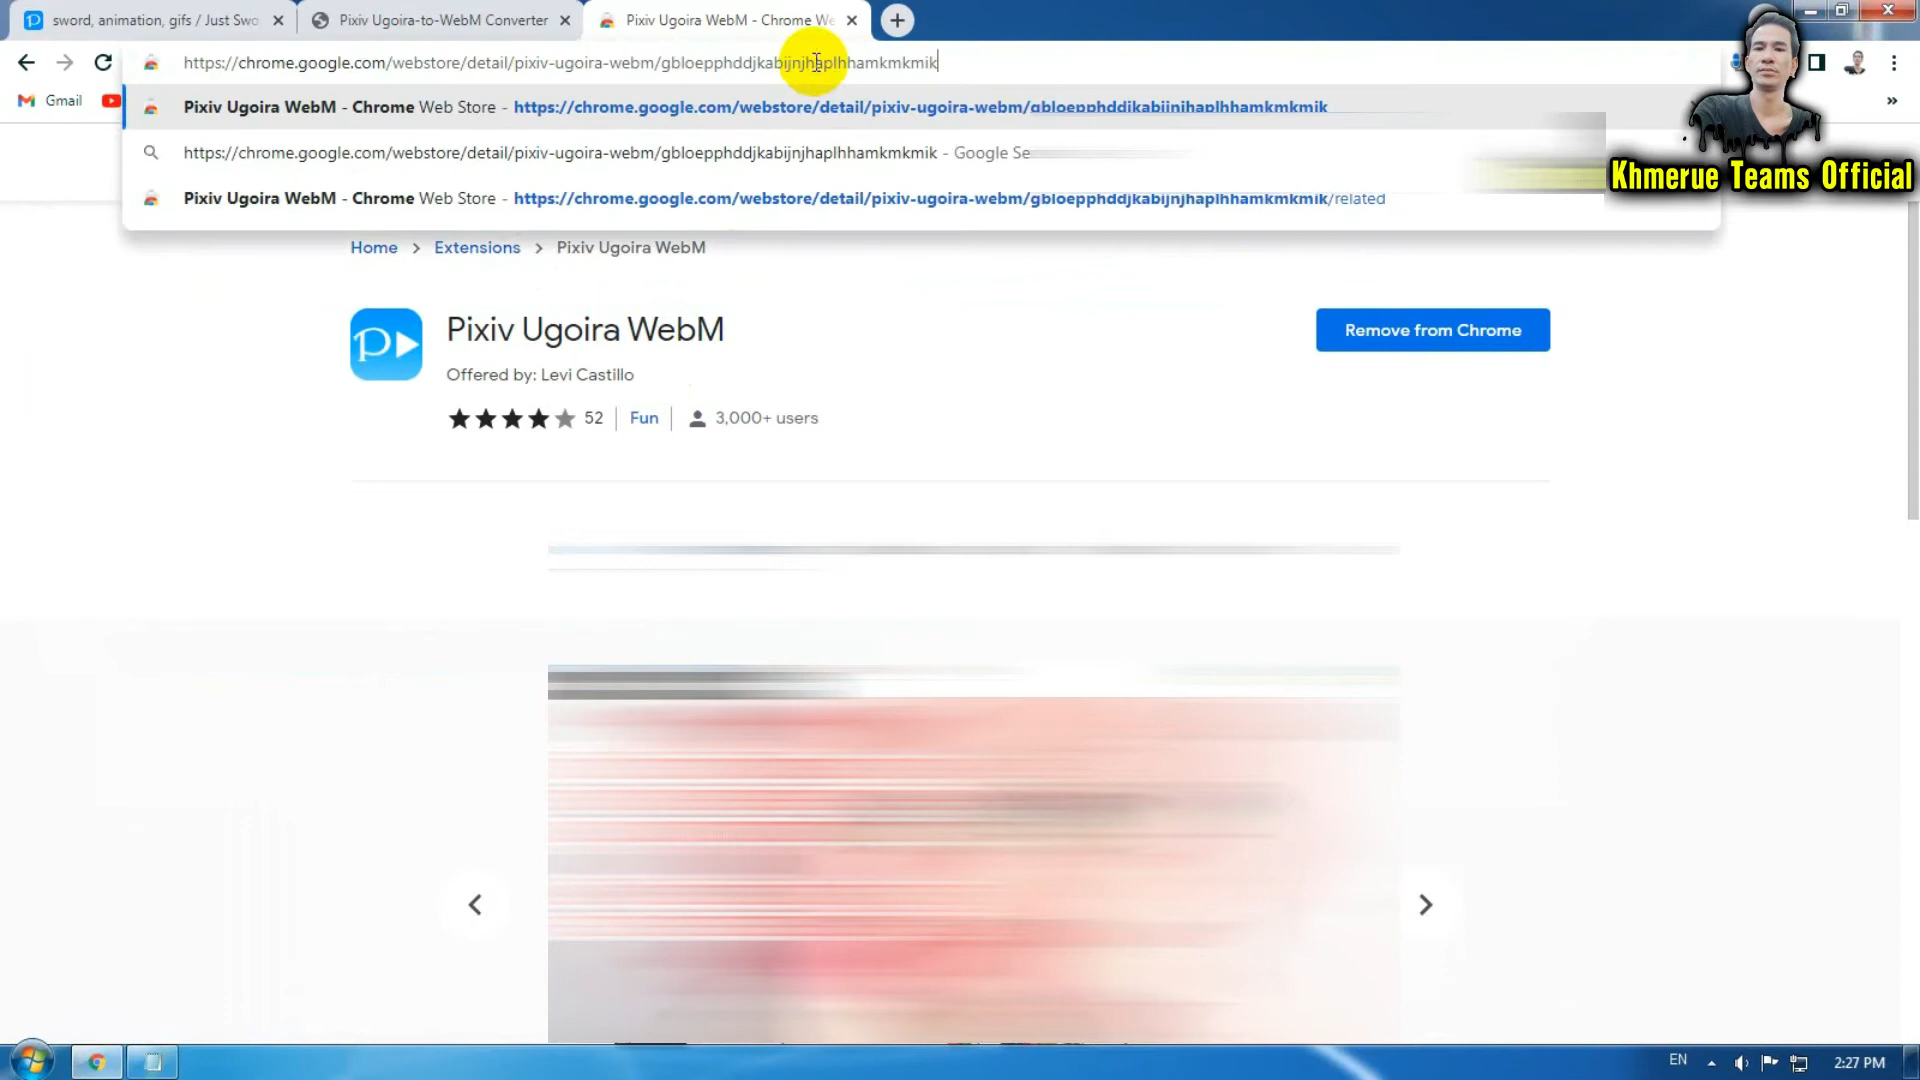 sword, animation, gifs / Just Swo
Pixiv Ugoira-to-WebM Converter
Pixiv Ugoira WebM - Chrome We
https://chrome.google.com/webstore/detail/pixiv-ugoira-webm/gbloepphddjkabijnjhaplhhamkmkmik
Gmail
Pixiv Ugoira WebM - Chrome Web Store - https://chrome.google.com/webstore/detail/pixiv-ugoira-webm/gbloepphddjkabijnjhaplhhamkmkmik
https://chrome.google.com/webstore/detail/pixiv-ugoira-webm/gbloepphddjkabijnjhaplhhamkmkmik - Google Se
Pixiv Ugoira WebM - Chrome Web Store - https://chrome.google.com/webstore/detail/pixiv-ugoira-webm/gbloepphddjkabijnjhaplhhamkmkmik/related
Khmerue Teams Official
Home > Extensions > Pixiv Ugoira WebM
Pixiv Ugoira WebM
Remove from Chrome
Offered by: Levi Castillo
52 | Fun | 3,000+ users
EN
2:27 PM